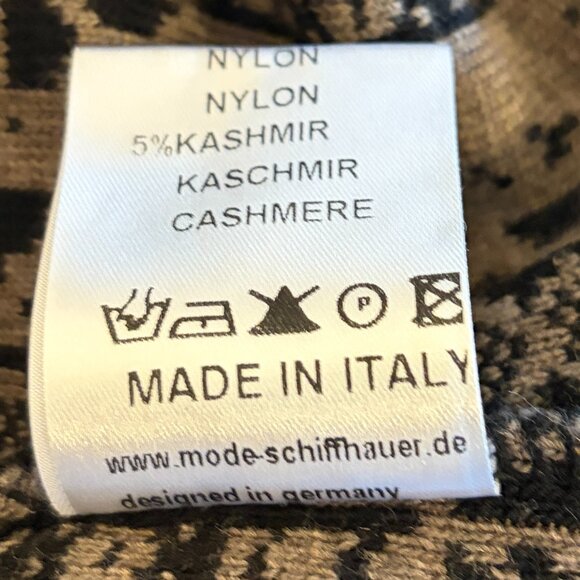 NYLON
NYLON
5%KASHMIR
KASCHMIR
CASHMERE
P
MADE IN ITALY
www.mode-schiffhauer.de
designed in germany